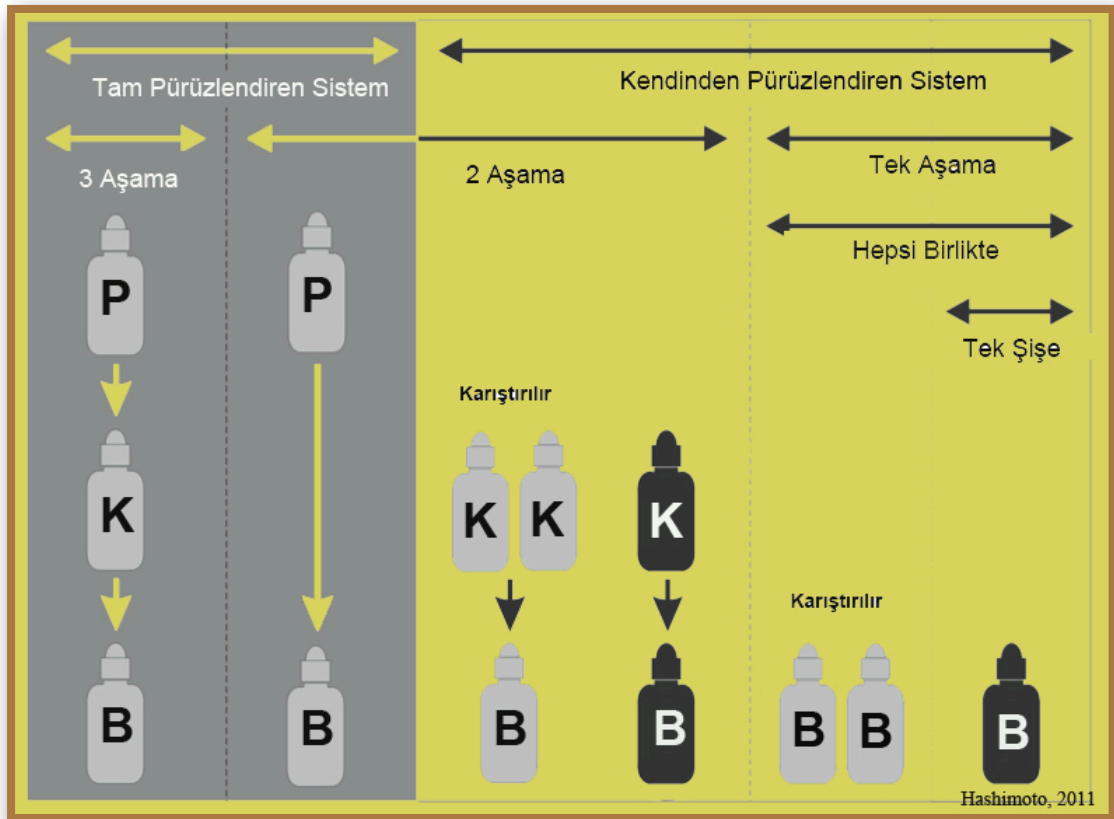 Tam Pürüzlendiren Sistem
Kendinden Pürüzlendiren Sistem
3 Aşama
2 Aşama
Tek Aşama
Hepsi Birlikte
Tek Şişe
P
P
Karıştırılır
K
K
K
K
Karıştırılır
B
B
B
B
B
B
B
Hashimoto, 2011